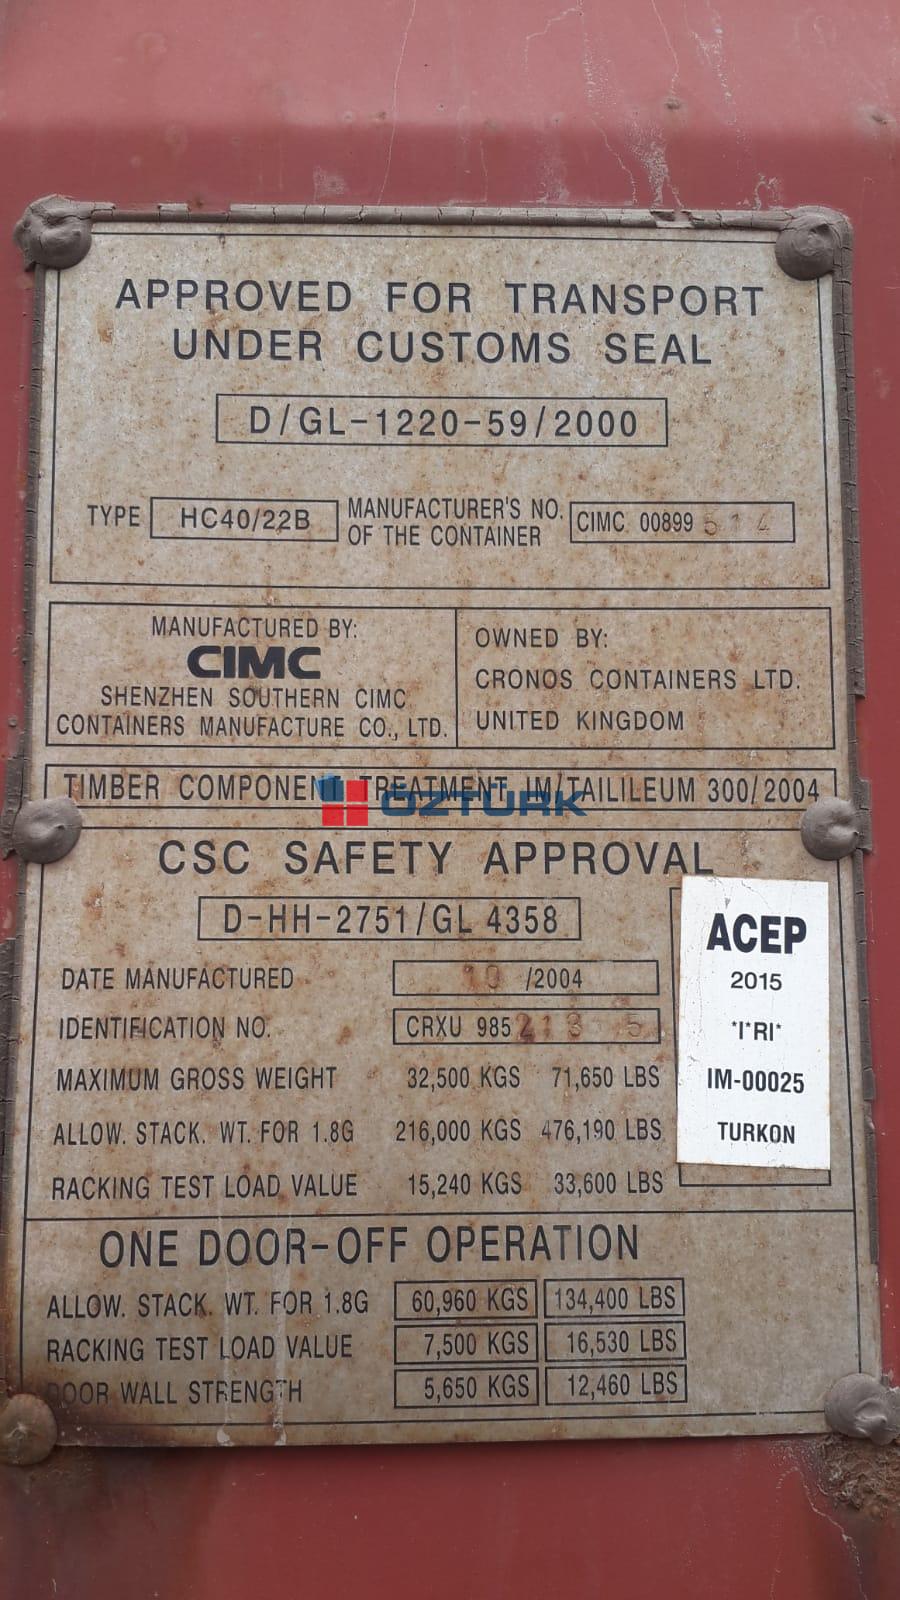 APPROVED FOR TRANSPORT
UNDER CUSTOMS SEAL
D/GL-1220-59/2000
TYPE HC40/22B
MANUFACTURER'S NO.
OF THE CONTAINER
CIMC 00899 514
MANUFACTURED BY:
CIMC
SHENZHEN SOUTHERN CIMC
CONTAINERS MANUFACTURE CO., LTD.
OWNED BY:
CRONOS CONTAINERS LTD.
UNITED KINGDOM
TIMBER COMPONENT TREATMENT IM/TAILILEUM 300/2004
ÖZTÜRK
CSC SAFETY APPROVAL
D-HH-2751/GL 4358
DATE MANUFACTURED 10 /2004
IDENTIFICATION NO. CRXU 985213 5
MAXIMUM GROSS WEIGHT 32,500 KGS 71,650 LBS
ALLOW. STACK. WT. FOR 1.8G 216,000 KGS 476,190 LBS
RACKING TEST LOAD VALUE 15,240 KGS 33,600 LBS
ACEP
2015
*I*RI*
IM-00025
TURKON
ONE DOOR-OFF OPERATION
ALLOW. STACK. WT. FOR 1.8G 60,960 KGS 134,400 LBS
RACKING TEST LOAD VALUE 7,500 KGS 16,530 LBS
DOOR WALL STRENGTH 5,650 KGS 12,460 LBS